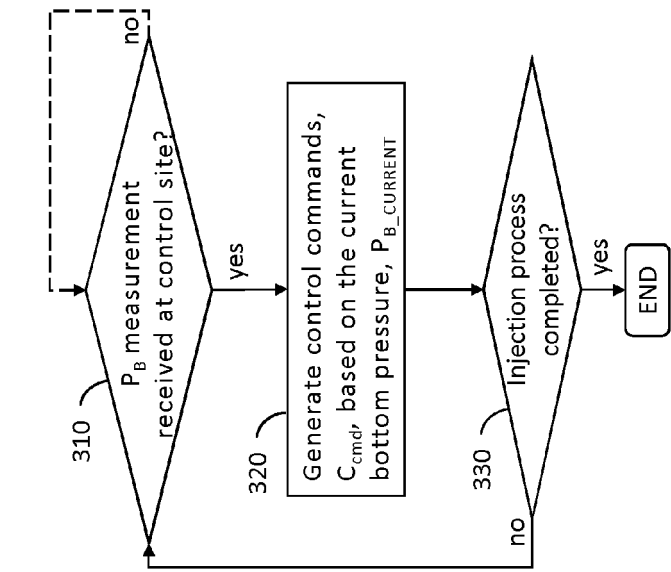 no
P_B measurement
received at control site?
310
yes
Generate control commands,
C_cmd, based on the current
bottom pressure, P_B_CURRENT
320
Injection process
completed?
330
no
yes
END